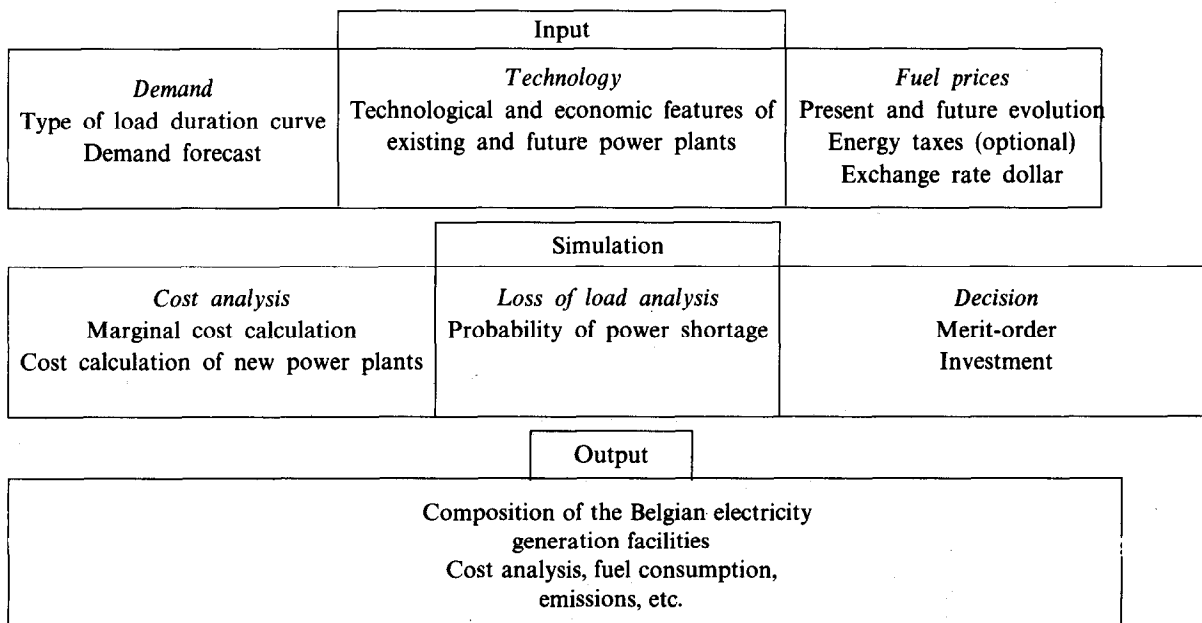 Input
Demand
Type of load duration curve
Demand forecast
Technology
Technological and economic features of
existing and future power plants
Fuel prices
Present and future evolution
Energy taxes (optional)
Exchange rate dollar
Simulation
Cost analysis
Marginal cost calculation
Cost calculation of new power plants
Loss of load analysis
Probability of power shortage
Decision
Merit-order
Investment
Output
Composition of the Belgian electricity
generation facilities
Cost analysis, fuel consumption,
emissions, etc.